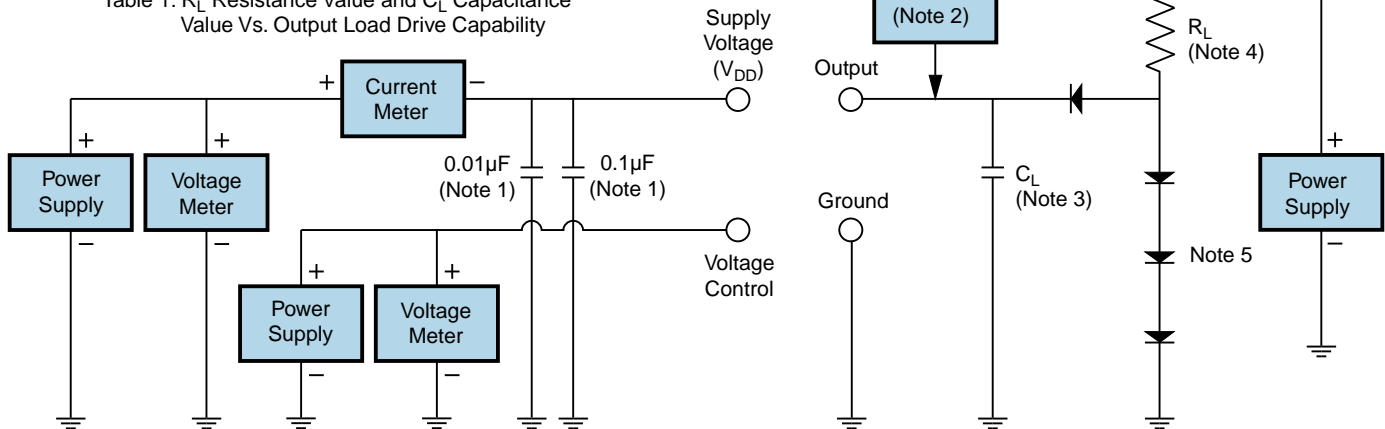 Table 1: RL Resistance Value and CL Capacitance
Value Vs. Output Load Drive Capability
Supply
Voltage
(VDD)
(Note 2)
RL
(Note 4)
Output
+
Current
Meter
−
+
Power
Supply
−
+
Voltage
Meter
−
0.01µF
(Note 1)
0.1µF
(Note 1)
CL
(Note 3)
+
Power
Supply
−
Ground
Note 5
Voltage
Control
+
Power
Supply
−
+
Voltage
Meter
−